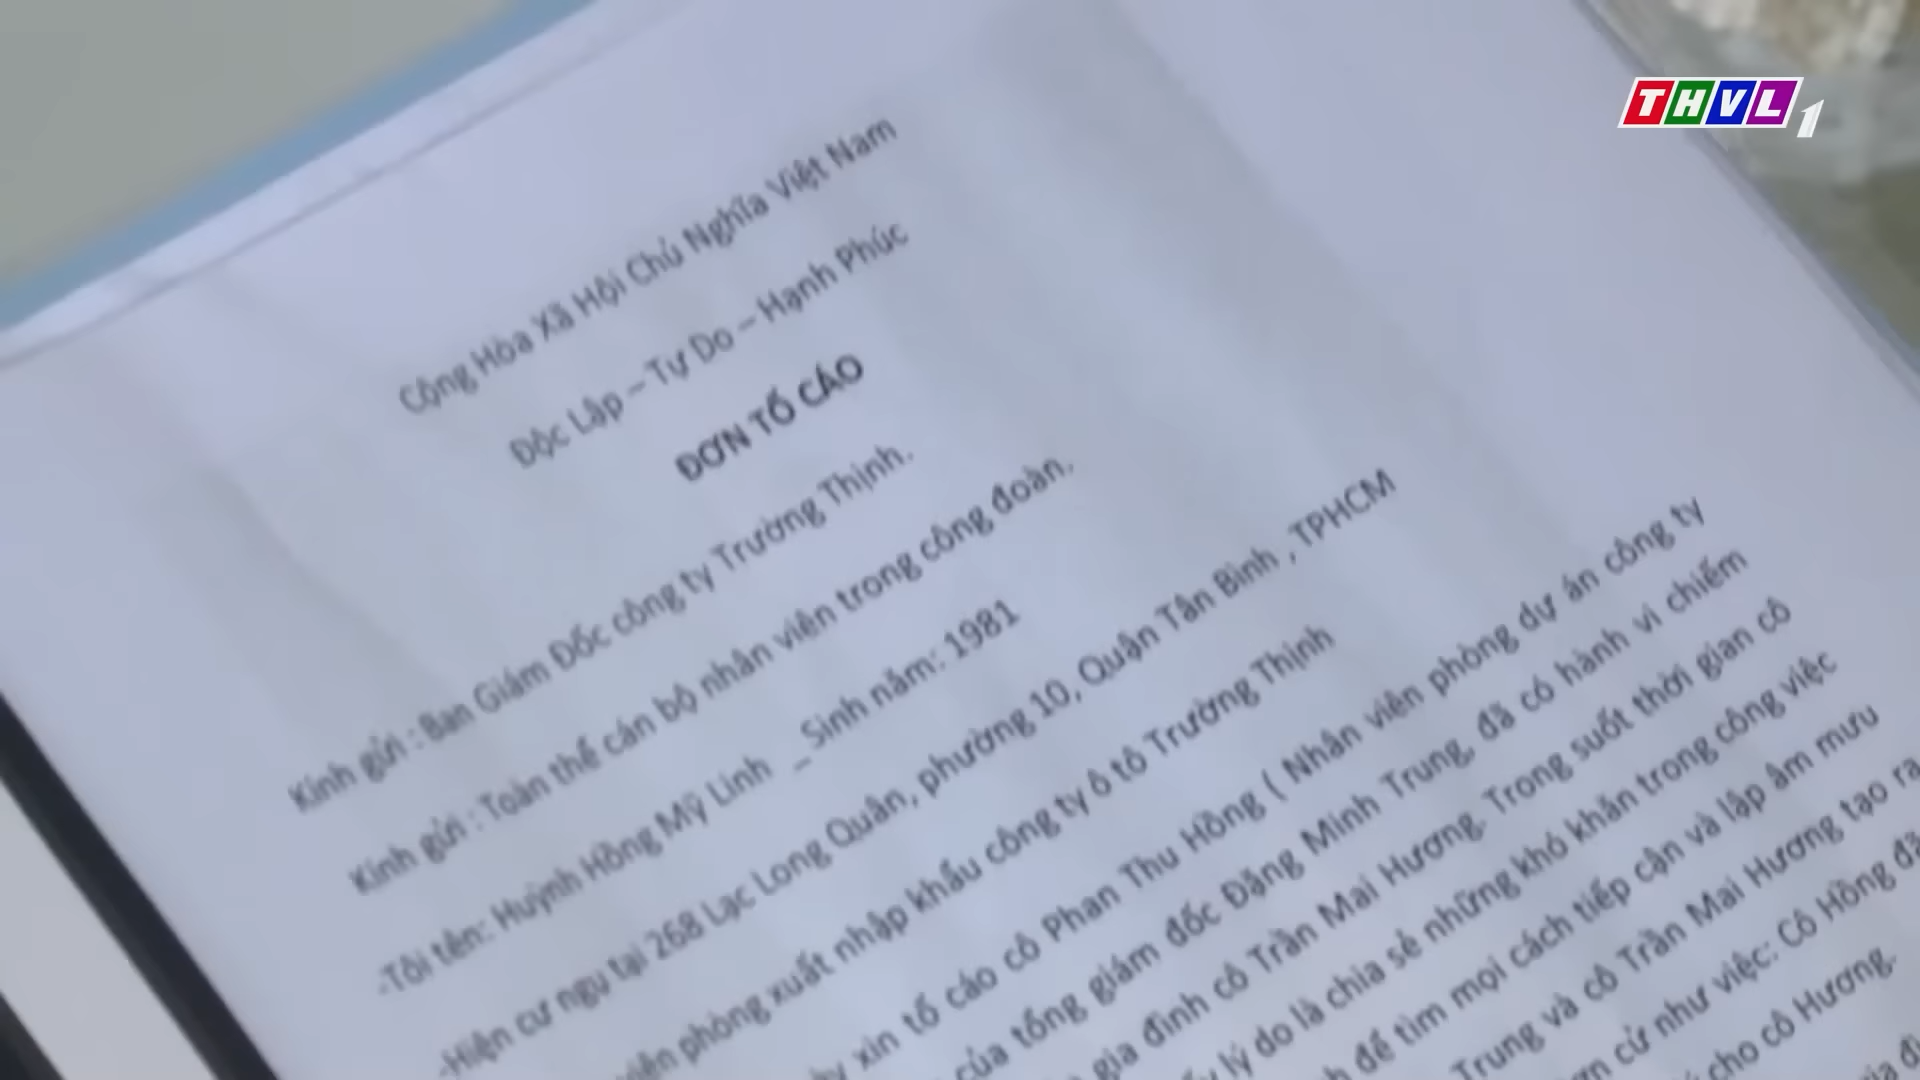 THVL1
Cộng Hòa Xã Hội Chủ Nghĩa Việt Nam
Độc Lập – Tự Do – Hạnh Phúc
ĐƠN TỐ CÁO
Kính gửi : Ban Giám Đốc công ty Trường Thịnh.
Kính gửi : Toàn thể cán bộ nhân viên trong công đoàn.
-Tôi tên: Huỳnh Hồng Mỹ Linh _ Sinh năm: 1981
-Hiện cư ngụ tại 268 Lạc Long Quân, phường 10, Quận Tân Bình , TPHCM
phòng xuất nhập khẩu công ty ô tô Trường Thịnh
xin tố cáo cô Phan Thu Hồng ( Nhân viên phòng dự án công ty
của tổng giám đốc Đặng Minh Trung, đã có hành vi chiếm
gia đình cô Trần Mai Hương. Trong suốt thời gian cô
lý do là chia sẻ những khó khăn trong công việc
để tìm mọi cách tiếp cận và lập âm mưu
Trung và cô Trần Mai Hương tạo ra
cứ như việc: Cô Hồng đã
cho cô Hương.
gia